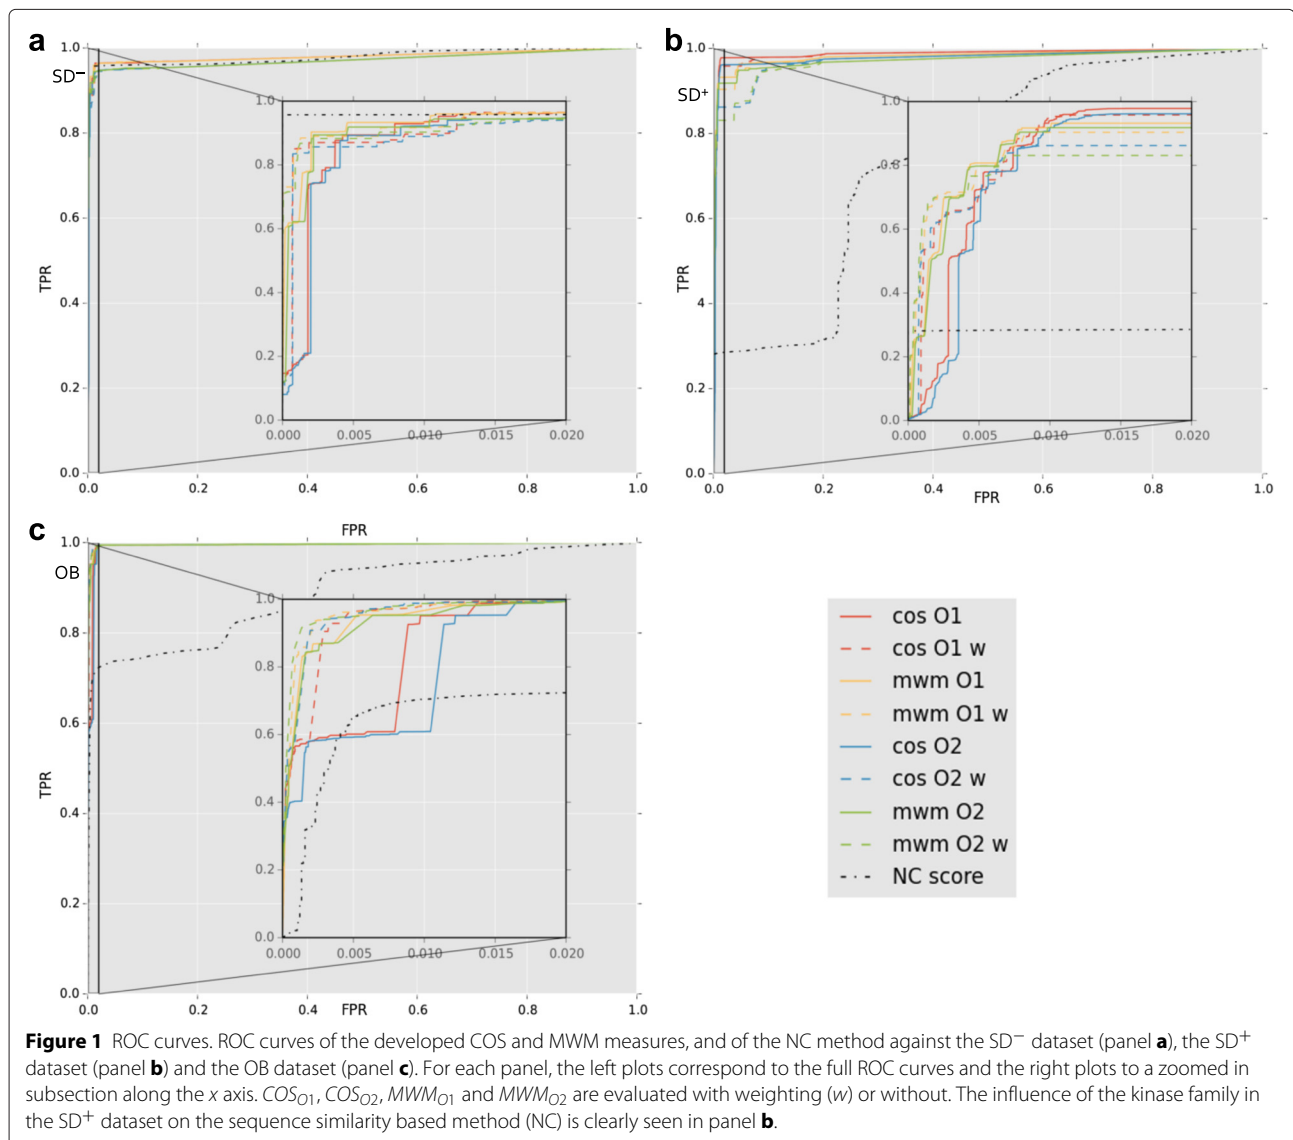 a
SD−
TPR
1.0
0.8
0.6
0.4
0.2
0.0
0.0 0.2 0.4 0.6 0.8 1.0
1.0
0.8
0.6
0.4
0.2
0.0
0.000 0.005 0.010 0.015 0.020
FPR
b
SD+
TPR
1.0
0.8
0.6
4
0.2
0.0
0.0 0.2 0.4 0.6 0.8 1.0
FPR
1.0
0.8
0.6
0.4
0.2
0.0
0.000 0.005 0.010 0.015 0.020
c
OB
TPR
1.0
0.8
0.6
0.4
0.2
0.0
0.0 0.2 0.4 0.6 0.8 1.0
FPR
1.0
0.8
0.6
0.4
0.2
0.0
0.000 0.005 0.010 0.015 0.020
cos O1
cos O1 w
mwm O1
mwm O1 w
cos O2
cos O2 w
mwm O2
mwm O2 w
NC score
Figure 1 ROC curves. ROC curves of the developed COS and MWM measures, and of the NC method against the SD− dataset (panel a), the SD+
dataset (panel b) and the OB dataset (panel c). For each panel, the left plots correspond to the full ROC curves and the right plots to a zoomed in
subsection along the x axis. COSO1, COSO2, MWMO1 and MWMO2 are evaluated with weighting (w) or without. The influence of the kinase family in
the SD+ dataset on the sequence similarity based method (NC) is clearly seen in panel b.